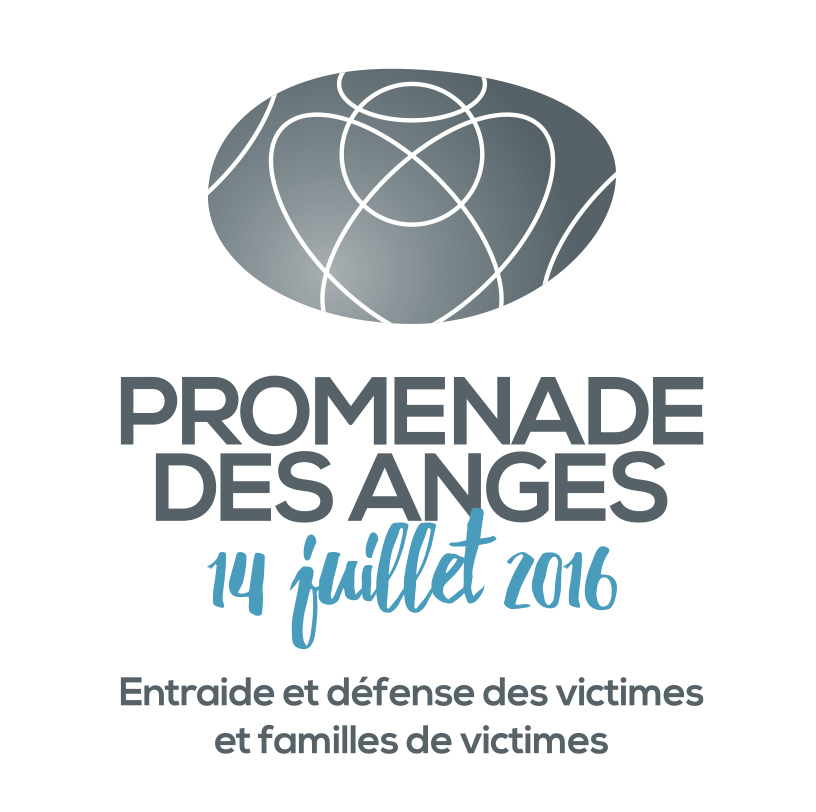 PROMENADE
DES ANGES
14 juillet 2016
Entraide et défense des victimes
et familles de victimes